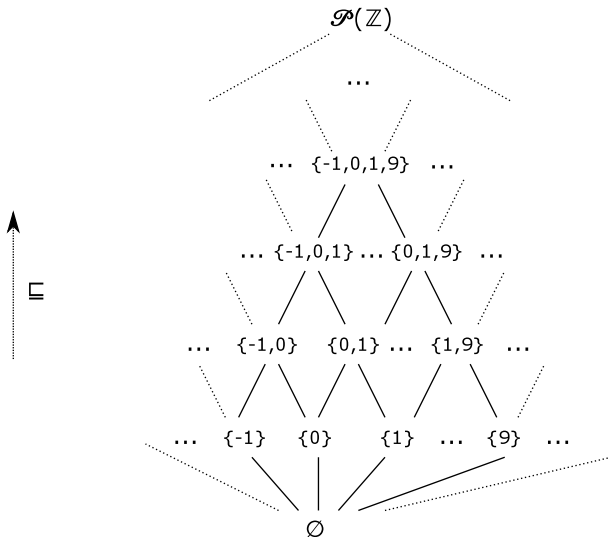 𝒫(ℤ)
...
... {-1,0,1,9} ...
... {-1,0,1} ... {0,1,9} ...
⊑
... {-1,0} {0,1} ... {1,9} ...
... {-1} {0} {1} ... {9} ...
∅